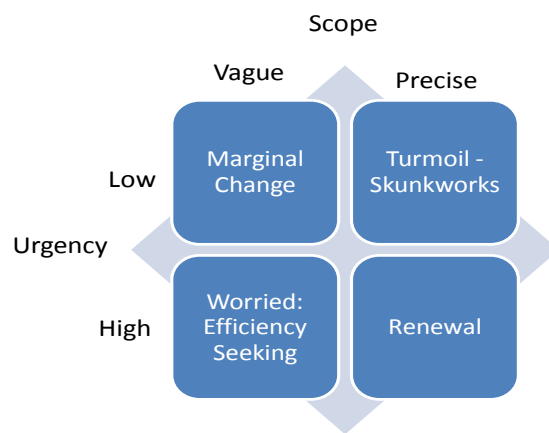 Scope
Vague
Precise
Marginal
Change
Turmoil -
Skunkworks
Low
Urgency
High
Worried:
Efficiency
Seeking
Renewal